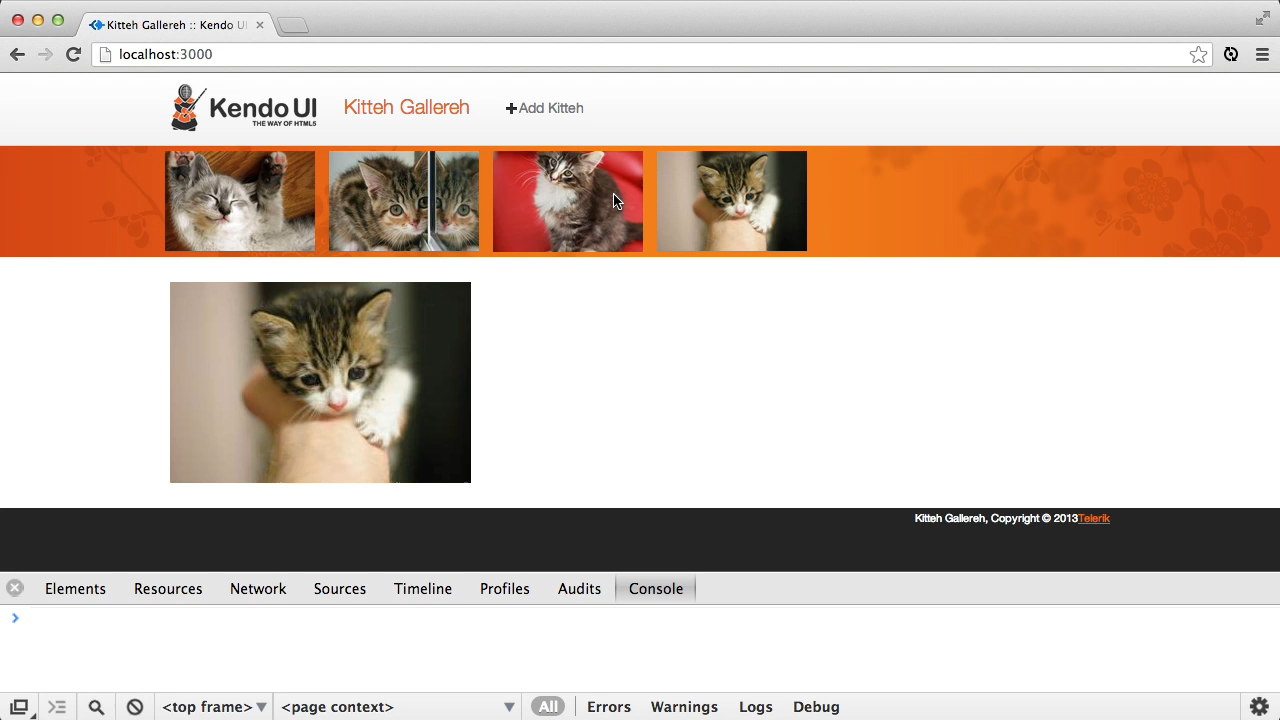 Kitteh Gallereh :: Kendo UI
localhost:3000
Kendo UI
THE WAY OF HTML5
Kitteh Gallereh
Add Kitteh
Kitteh Gallereh, Copyright © 2013Telerik
Elements Resources Network Sources Timeline Profiles Audits Console
<top frame> <page context> All Errors Warnings Logs Debug